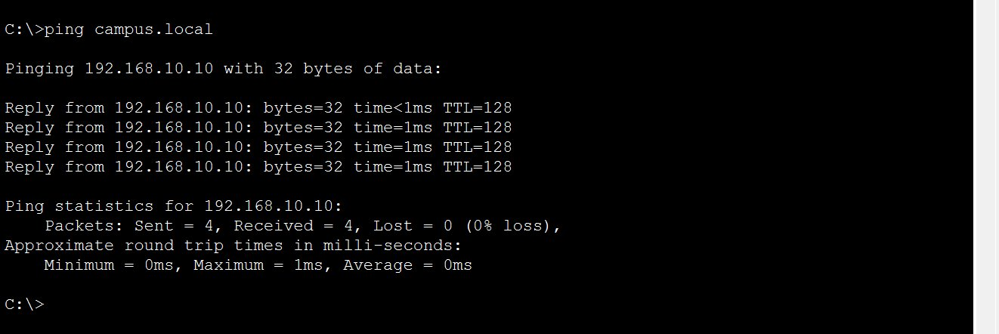 C:\>ping campus.local
Pinging 192.168.10.10 with 32 bytes of data:
Reply from 192.168.10.10: bytes=32 time<1ms TTL=128
Reply from 192.168.10.10: bytes=32 time=1ms TTL=128
Reply from 192.168.10.10: bytes=32 time=1ms TTL=128
Reply from 192.168.10.10: bytes=32 time=1ms TTL=128
Ping statistics for 192.168.10.10:
    Packets: Sent = 4, Received = 4, Lost = 0 (0% loss),
Approximate round trip times in milli-seconds:
    Minimum = 0ms, Maximum = 1ms, Average = 0ms
C:\>